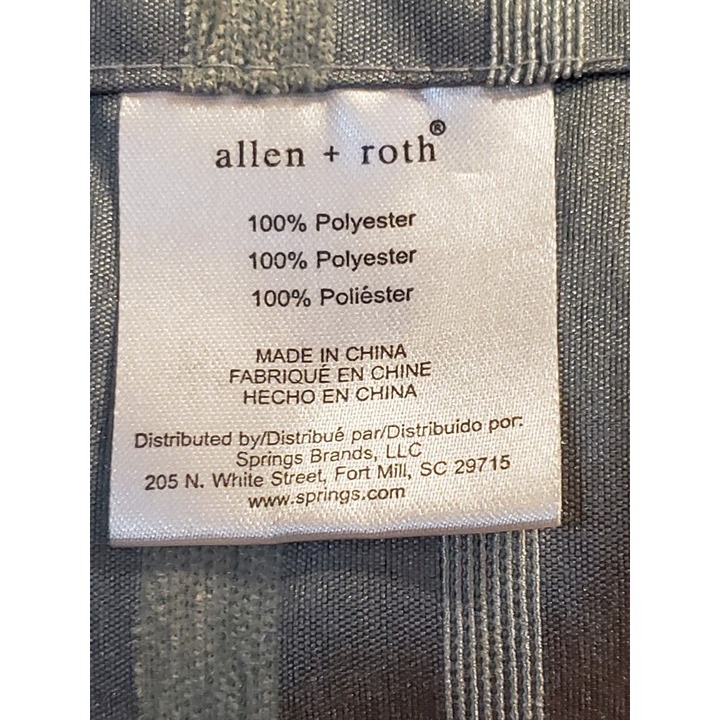 allen + roth®
100% Polyester
100% Polyester
100% Poliéster
MADE IN CHINA
FABRIQUÉ EN CHINE
HECHO EN CHINA
Distributed by/Distribué par/Distribuido por:
Springs Brands, LLC
205 N. White Street, Fort Mill, SC 29715
www.springs.com